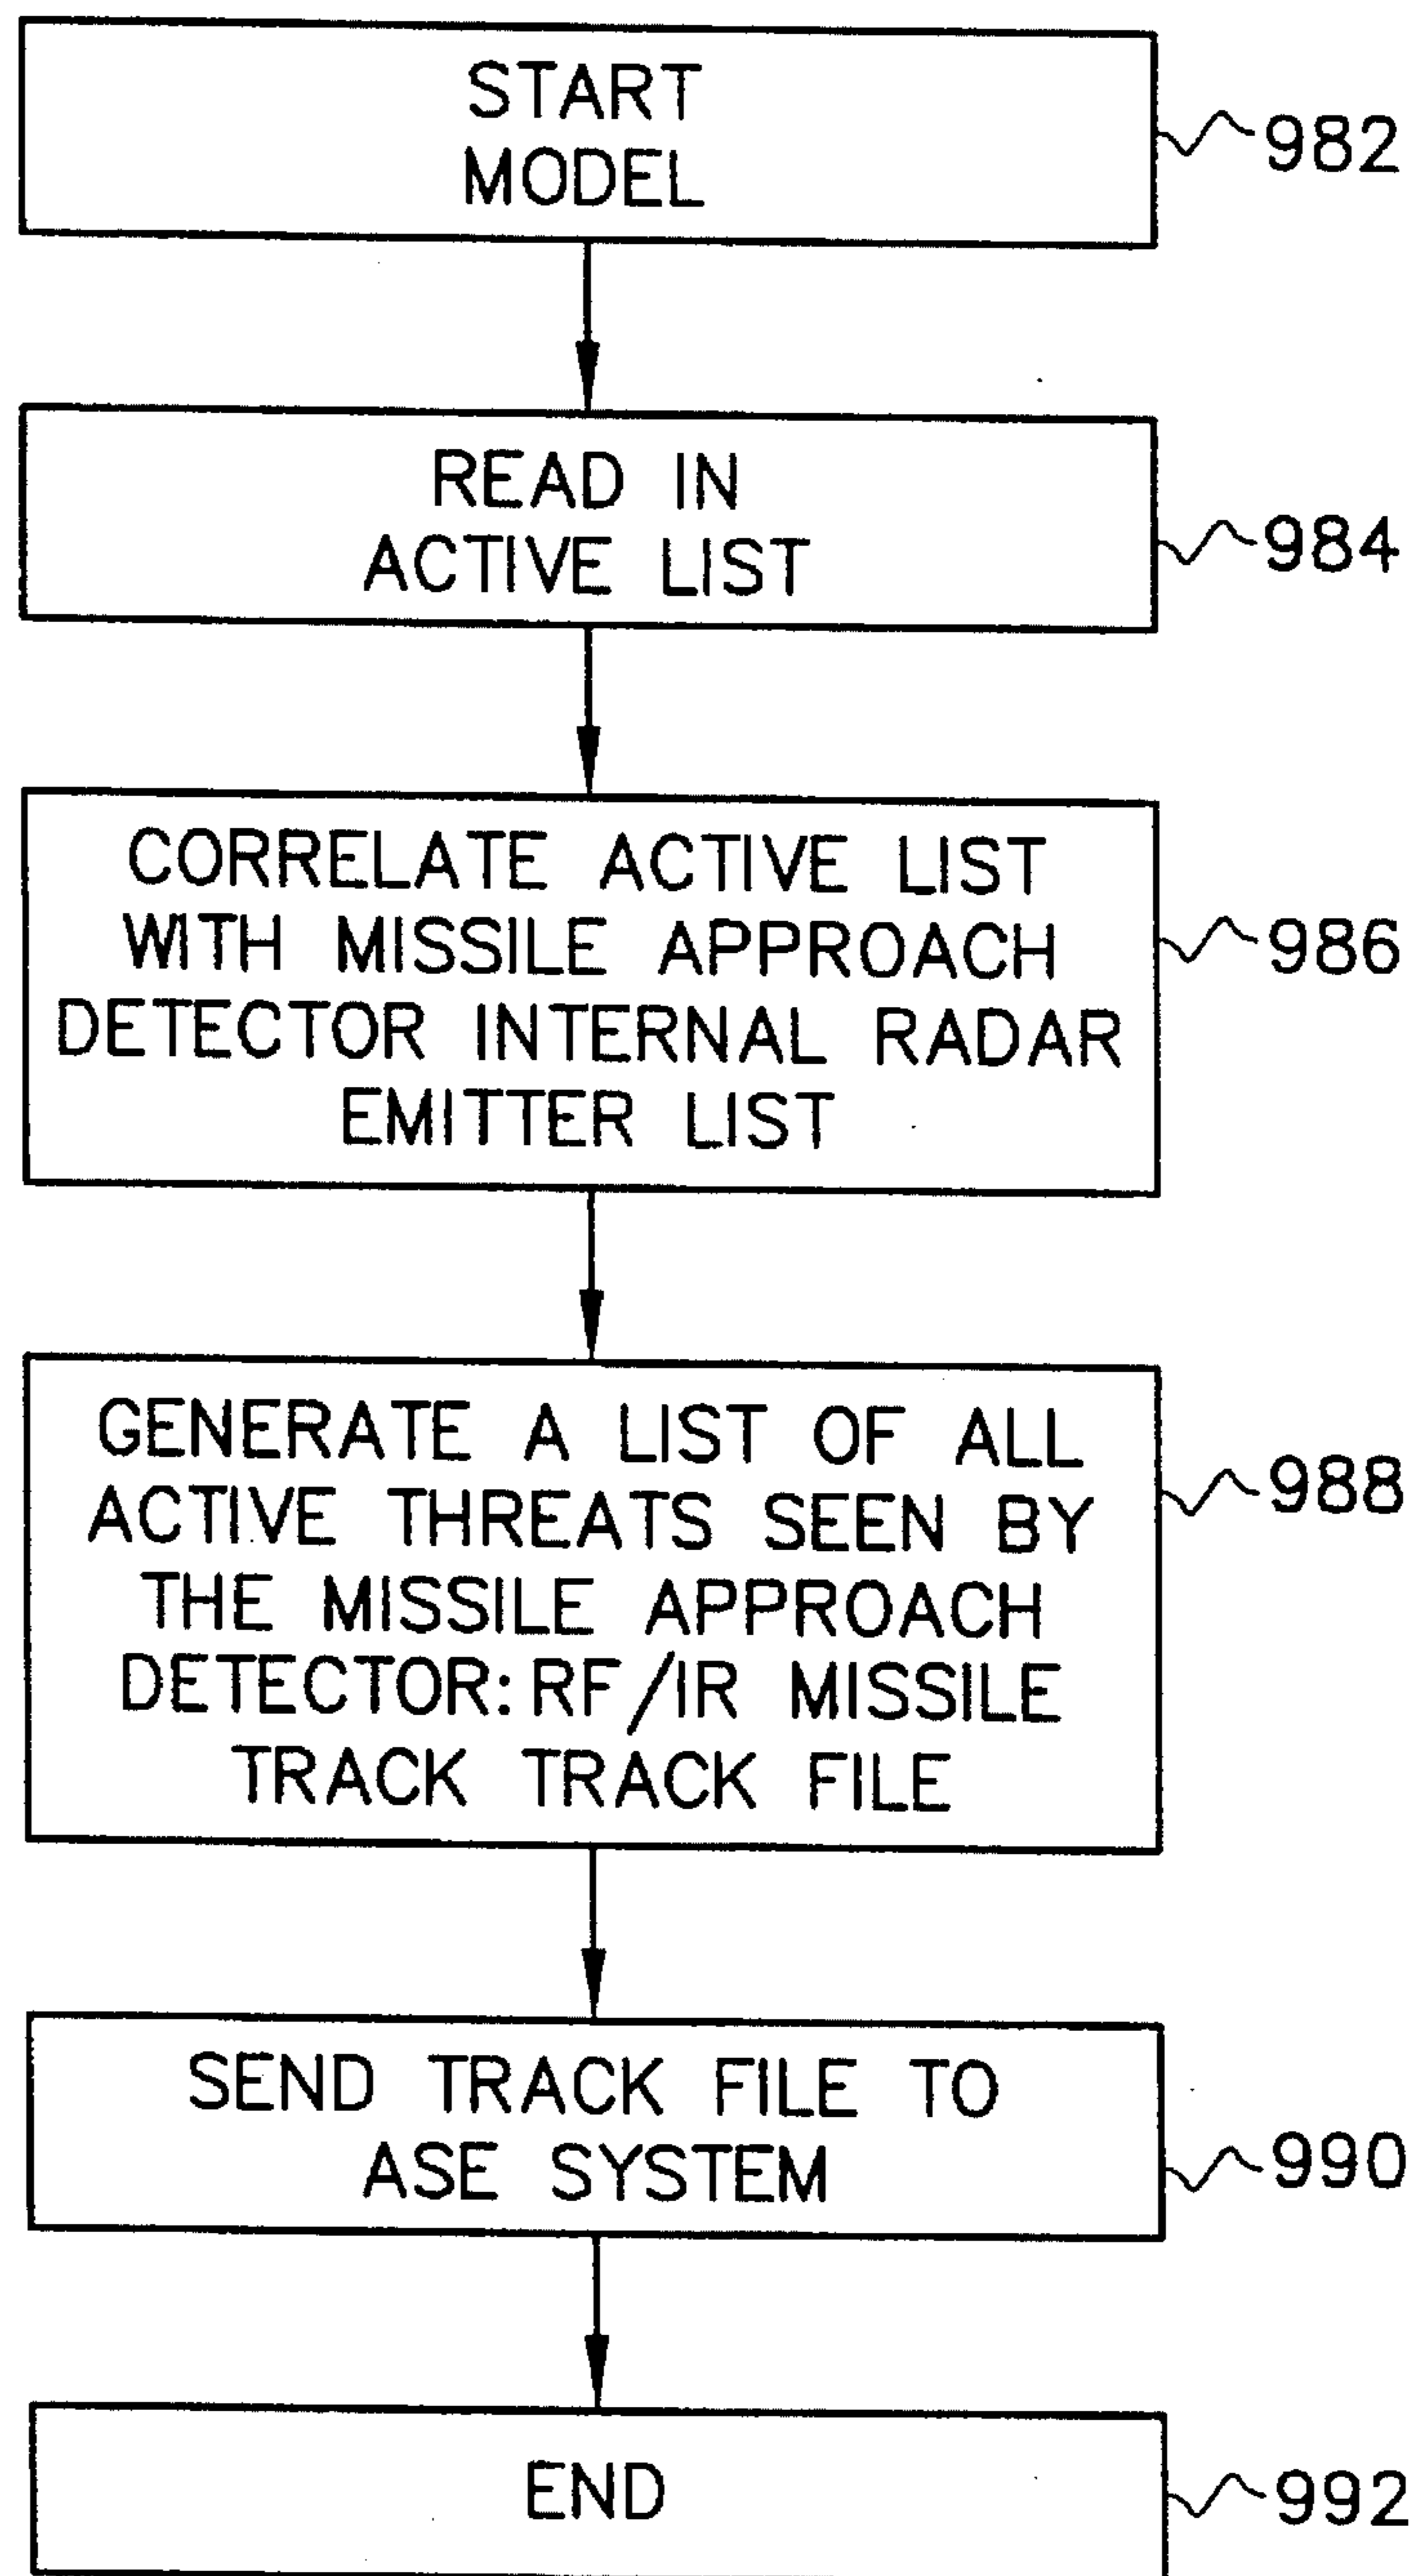 START
MODEL
982
READ IN
ACTIVE LIST
984
CORRELATE ACTIVE LIST
WITH MISSILE APPROACH
DETECTOR INTERNAL RADAR
EMITTER LIST
986
GENERATE A LIST OF ALL
ACTIVE THREATS SEEN BY
THE MISSILE APPROACH
DETECTOR: RF/IR MISSILE
TRACK TRACK FILE
988
SEND TRACK FILE TO
ASE SYSTEM
990
END
992